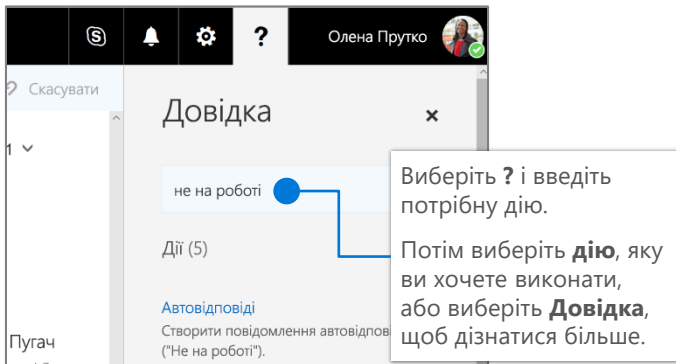 ?
Олена Прутко
Скасувати
Довідка
×
1
не на роботі
Дії (5)
Автовідповіді
Створити повідомлення автовідпов
("Не на роботі").
Пугач
Виберіть ? і введіть
потрібну дію.
Потім виберіть дію, яку
ви хочете виконати,
або виберіть Довідка,
щоб дізнатися більше.